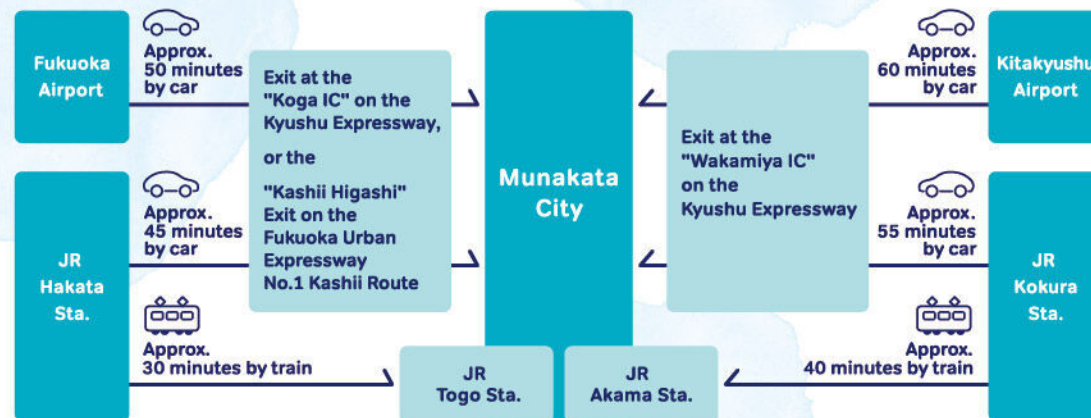 Fukuoka
Airport
Approx.
50 minutes
by car
Exit at the
"Koga IC" on the
Kyushu Expressway,
or the
"Kashii Higashi"
Exit on the
Fukuoka Urban
Expressway
No.1 Kashii Route
JR
Hakata
Sta.
Approx.
45 minutes
by car
Approx.
30 minutes by train
Munakata
City
JR
Togo Sta.
JR
Akama Sta.
Exit at the
"Wakamiya IC"
on the
Kyushu Expressway
Approx.
60 minutes
by car
Kitakyushu
Airport
Approx.
55 minutes
by car
JR
Kokura
Sta.
Approx.
40 minutes by train